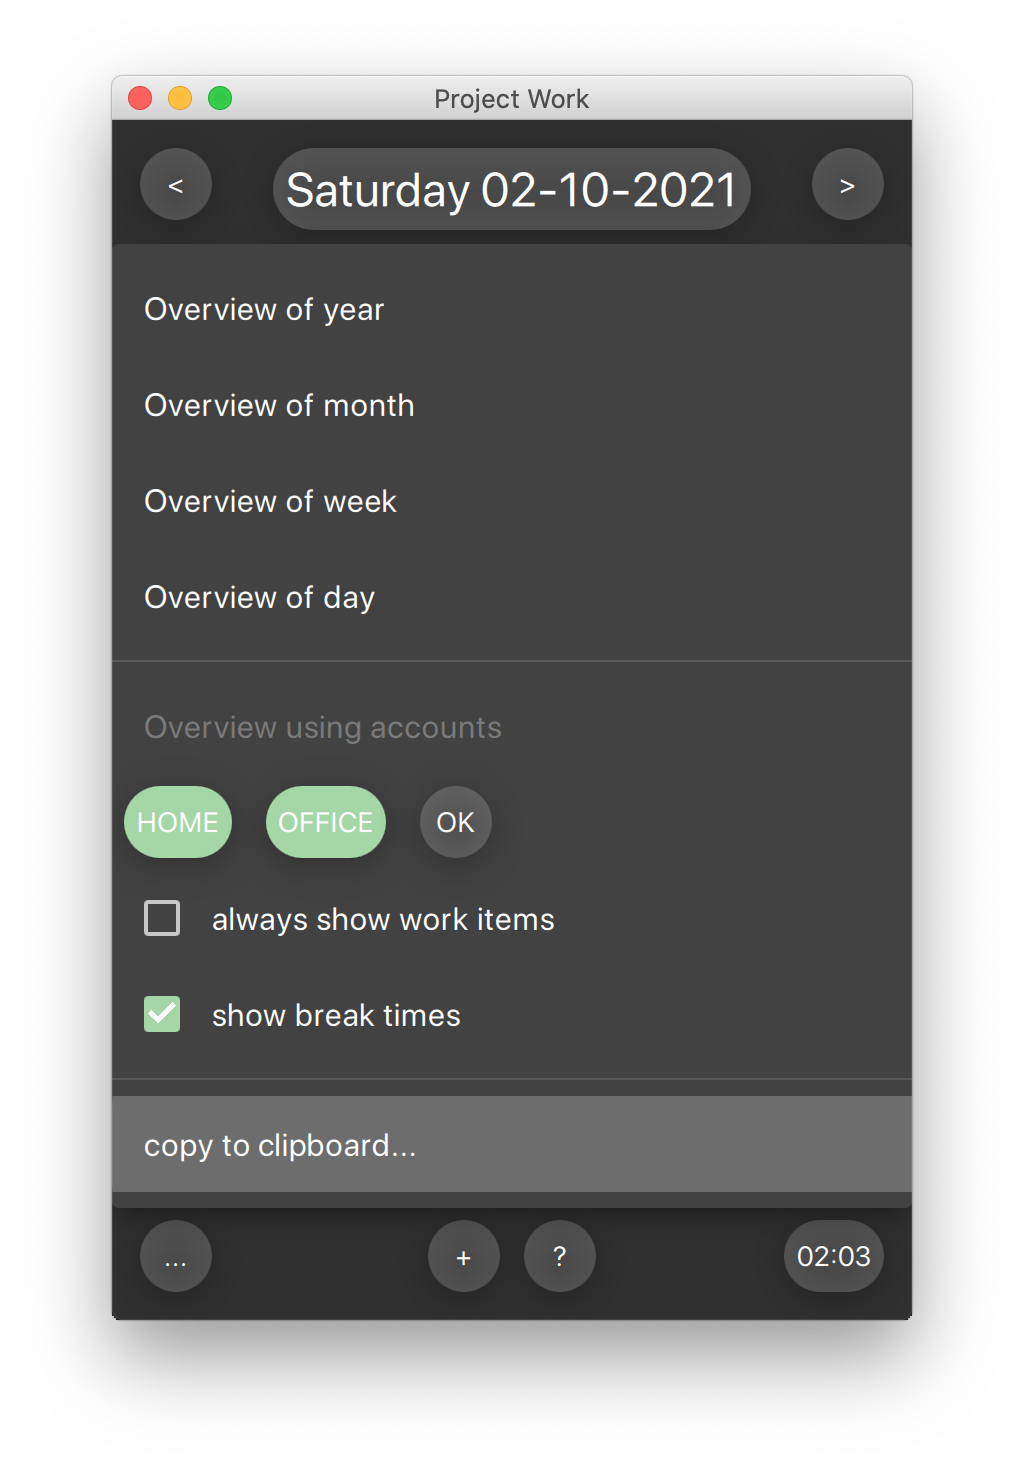 Project Work
< Saturday 02-10-2021 >
Overview of year
Overview of month
Overview of week
Overview of day
Overview using accounts
HOME OFFICE OK
always show work items
show break times
copy to clipboard...
... + ? 02:03